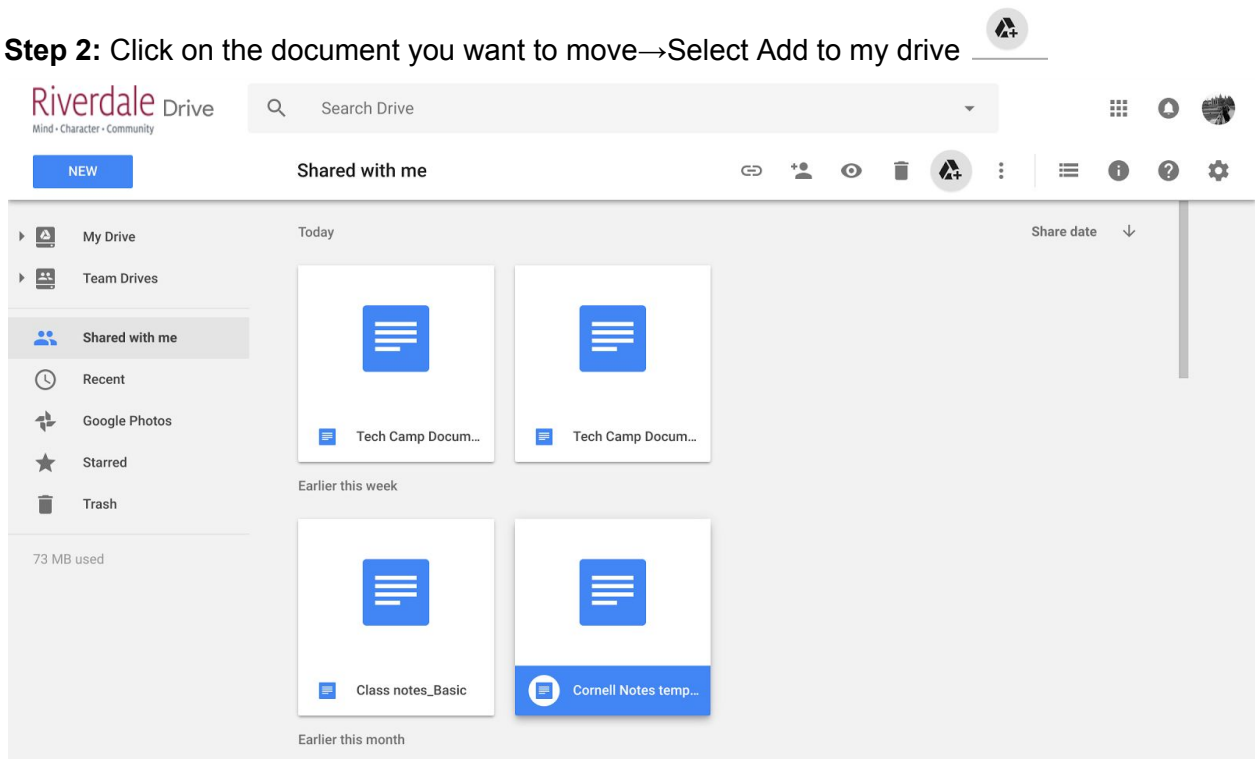 Step 2: Click on the document you want to move→Select Add to my drive
Riverdale Drive
Mind • Character • Community
Search Drive
NEW
Shared with me
My Drive
Team Drives
Shared with me
Recent
Google Photos
Starred
Trash
73 MB used
Today
Share date
Tech Camp Docum...
Tech Camp Docum...
Earlier this week
Class notes_Basic
Cornell Notes temp...
Earlier this month